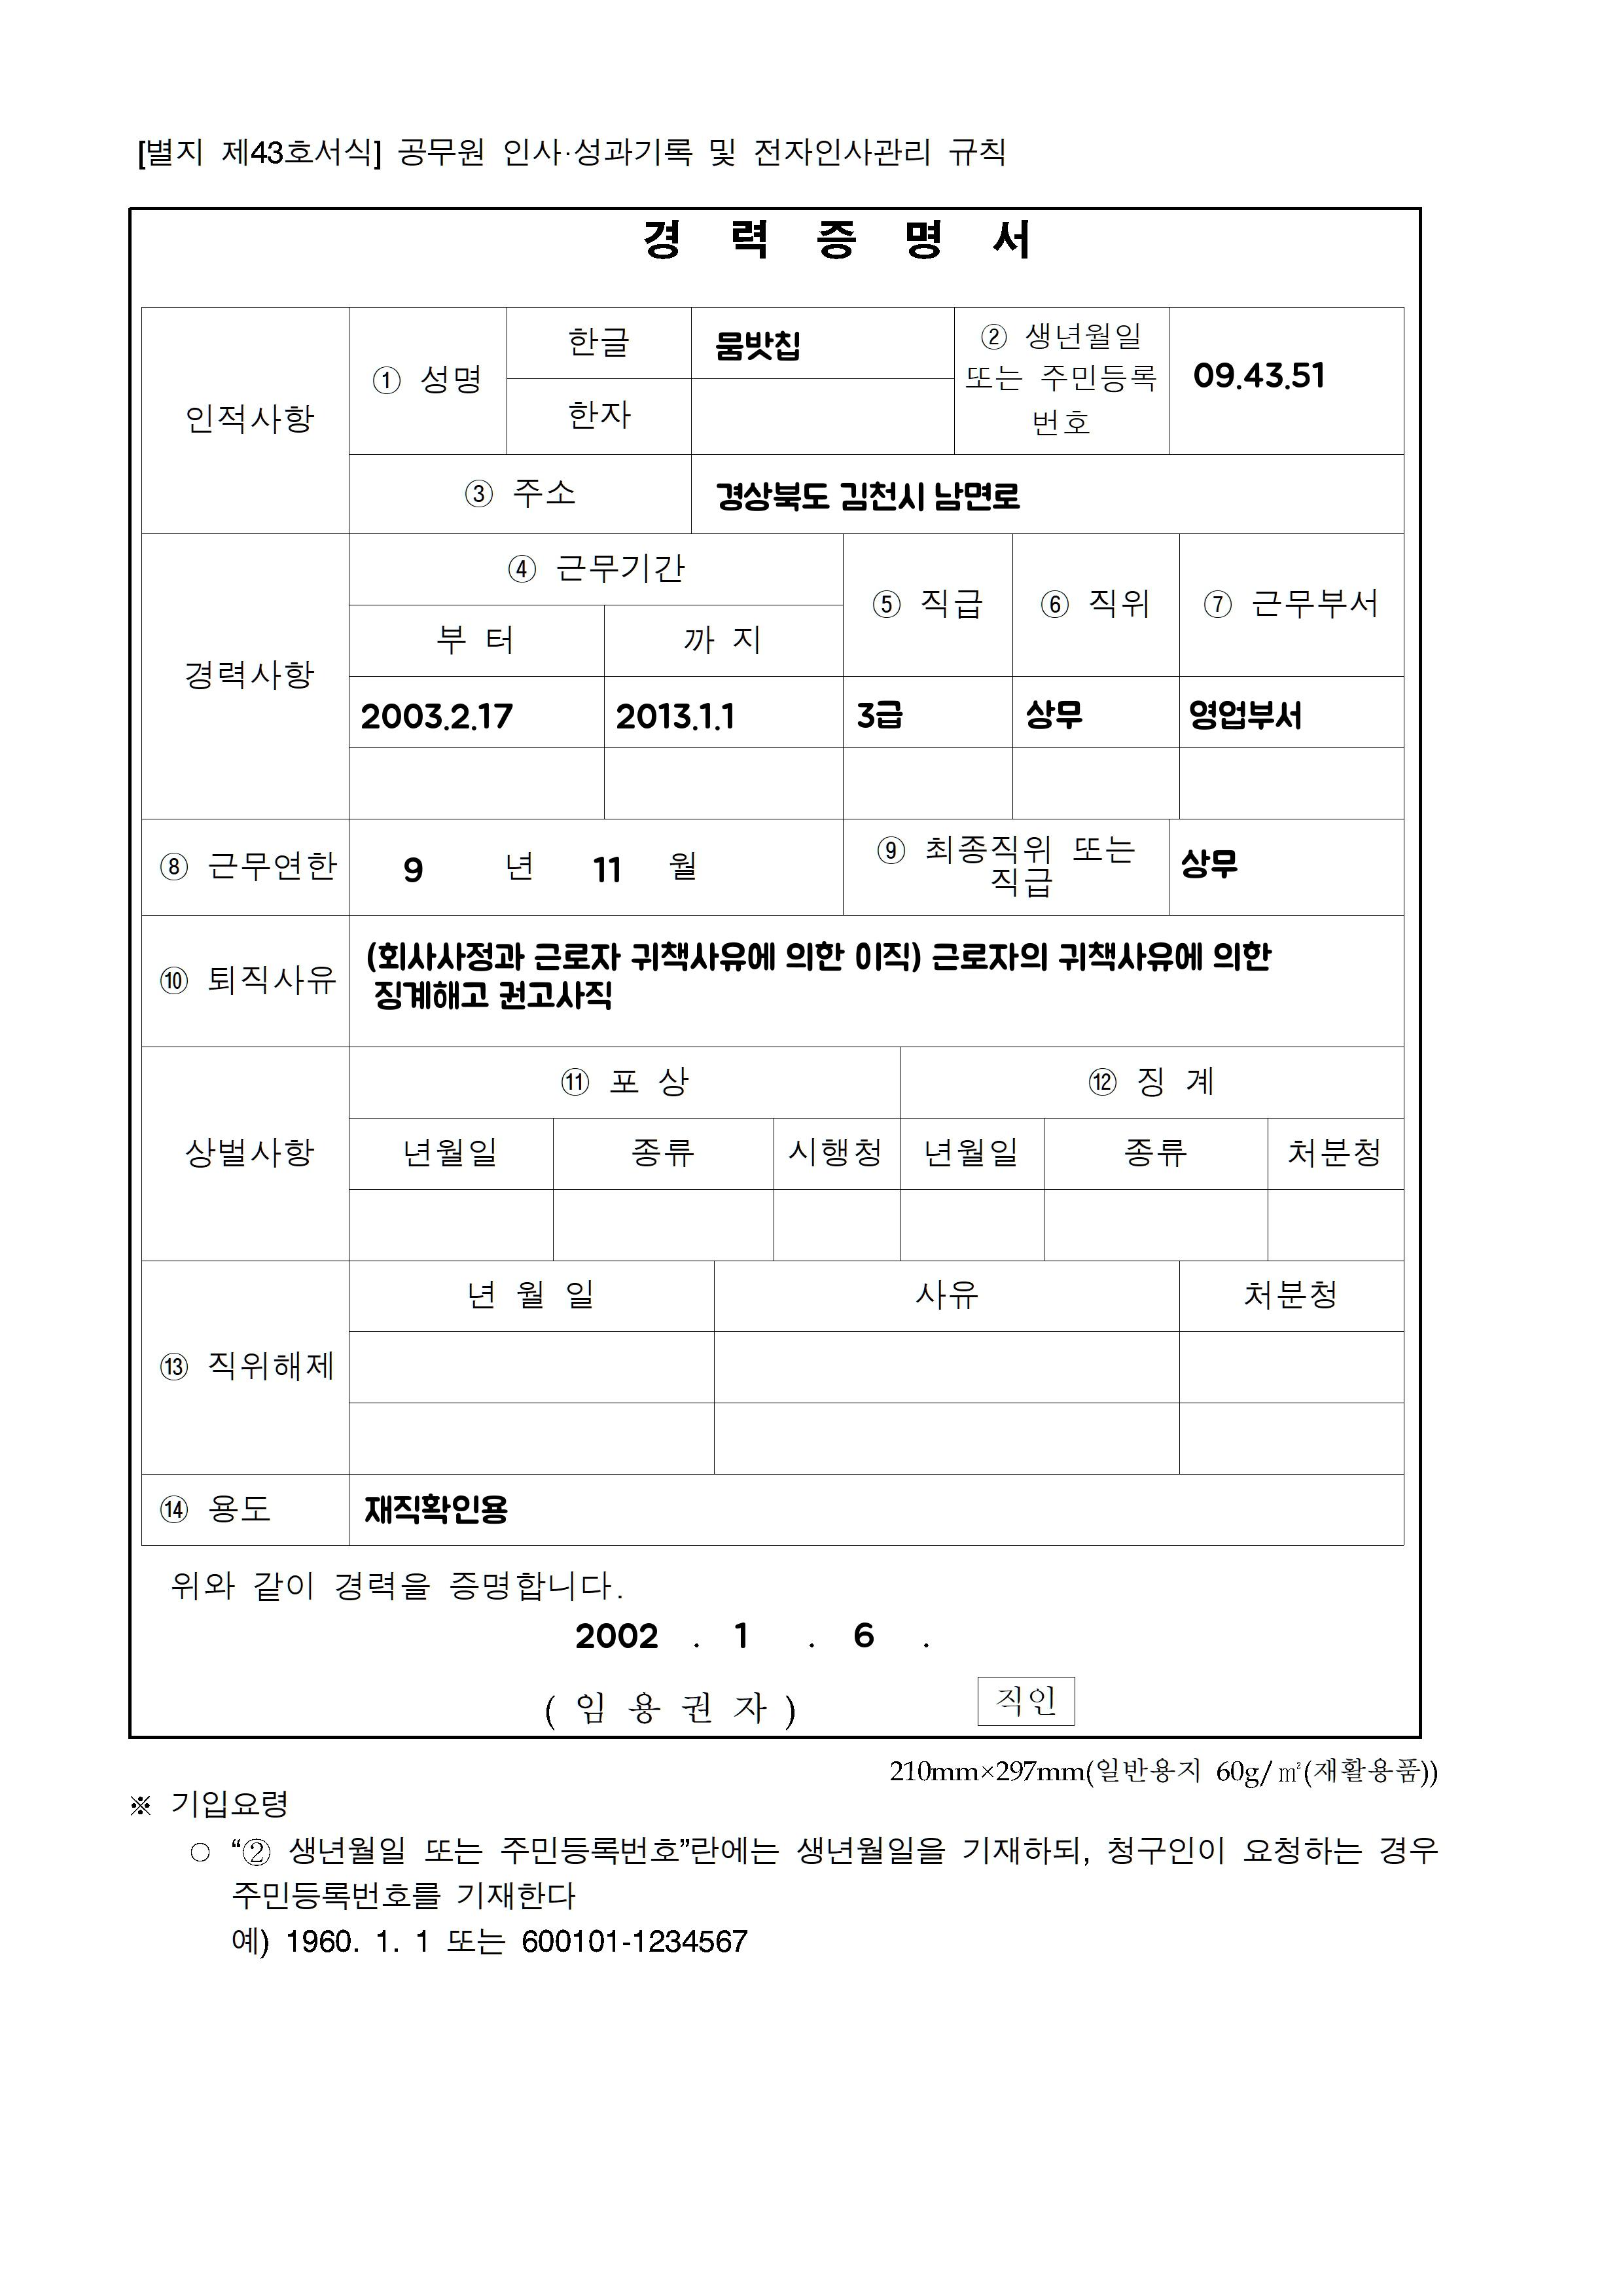 [별지 제43호서식] 공무원 인사·성과기록 및 전자인사관리 규칙
경 력 증 명 서
인적사항
① 성명
한글
뭄밧칩
② 생년월일
또는 주민등록
번호
09.43.51
한자
③ 주소
경상북도 김천시 남면로
경력사항
④ 근무기간
⑤ 직급
⑥ 직위
⑦ 근무부서
부 터
까 지
2003.2.17
2013.1.1
3급
상무
영업부서
⑧ 근무연한
9 년 11 월
⑨ 최종직위 또는
직급
상무
⑩ 퇴직사유
(회사사정과 근로자 귀책사유에 의한 이직) 근로자의 귀책사유에 의한
징계해고 권고사직
상벌사항
⑪ 포 상
⑫ 징 계
년월일
종류
시행청
년월일
종류
처분청
⑬ 직위해제
년 월 일
사유
처분청
⑭ 용도
재직확인용
위와 같이 경력을 증명합니다.
2002 . 1 . 6 .
( 임 용 권 자 )
직인
210mm×297mm(일반용지 60g/㎡(재활용품))
※ 기입요령
○ “② 생년월일 또는 주민등록번호”란에는 생년월일을 기재하되, 청구인이 요청하는 경우
주민등록번호를 기재한다
예) 1960. 1. 1 또는 600101-1234567